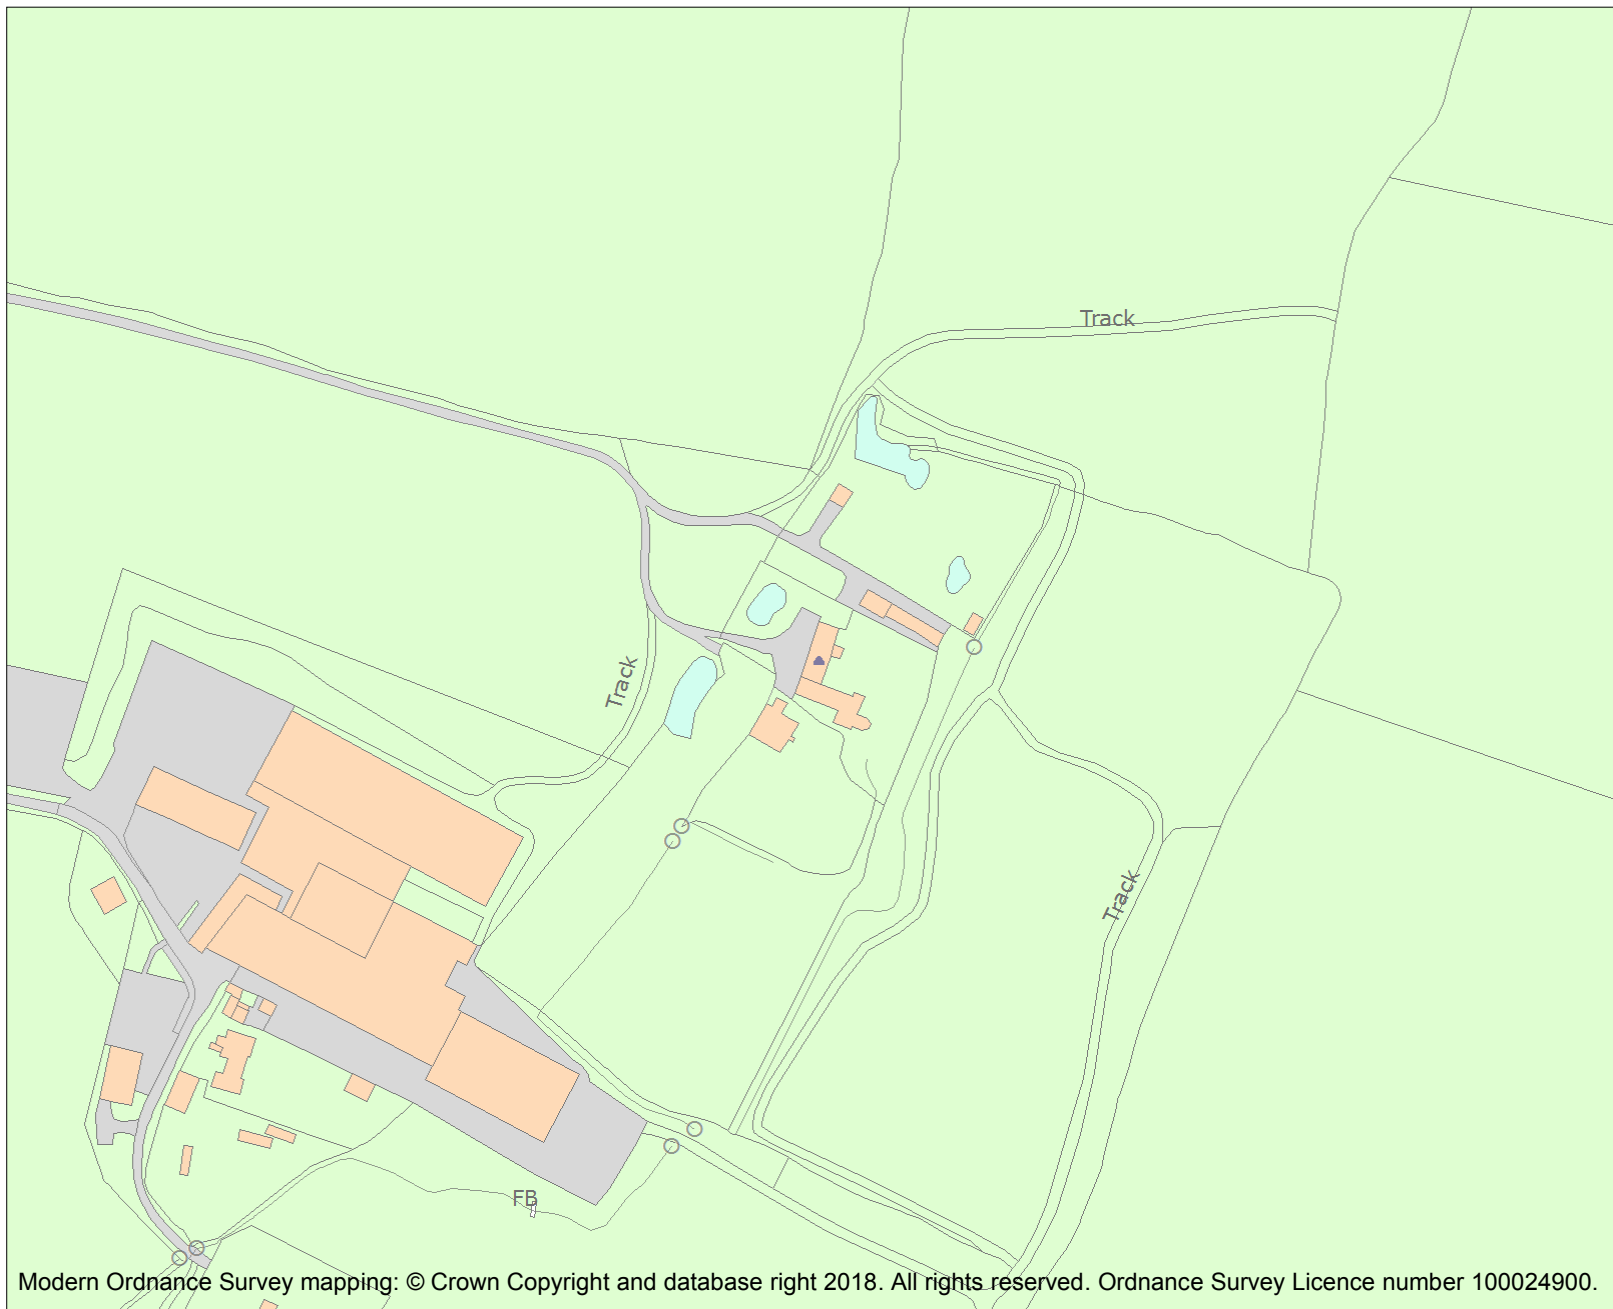 Track
Track
Track
FB
Modern Ordnance Survey mapping: © Crown Copyright and database right 2018. All rights reserved. Ordnance Survey Licence number 100024900.